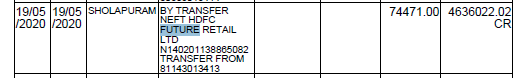 19/05 19/05 SHOLAPURAM BY TRANSFER 74471.00 4636022.02
/2020 /2020 NEFT HDFC CR
FUTURE RETAIL
LTD
N140201138865082
TRANSFER FROM
81143013413